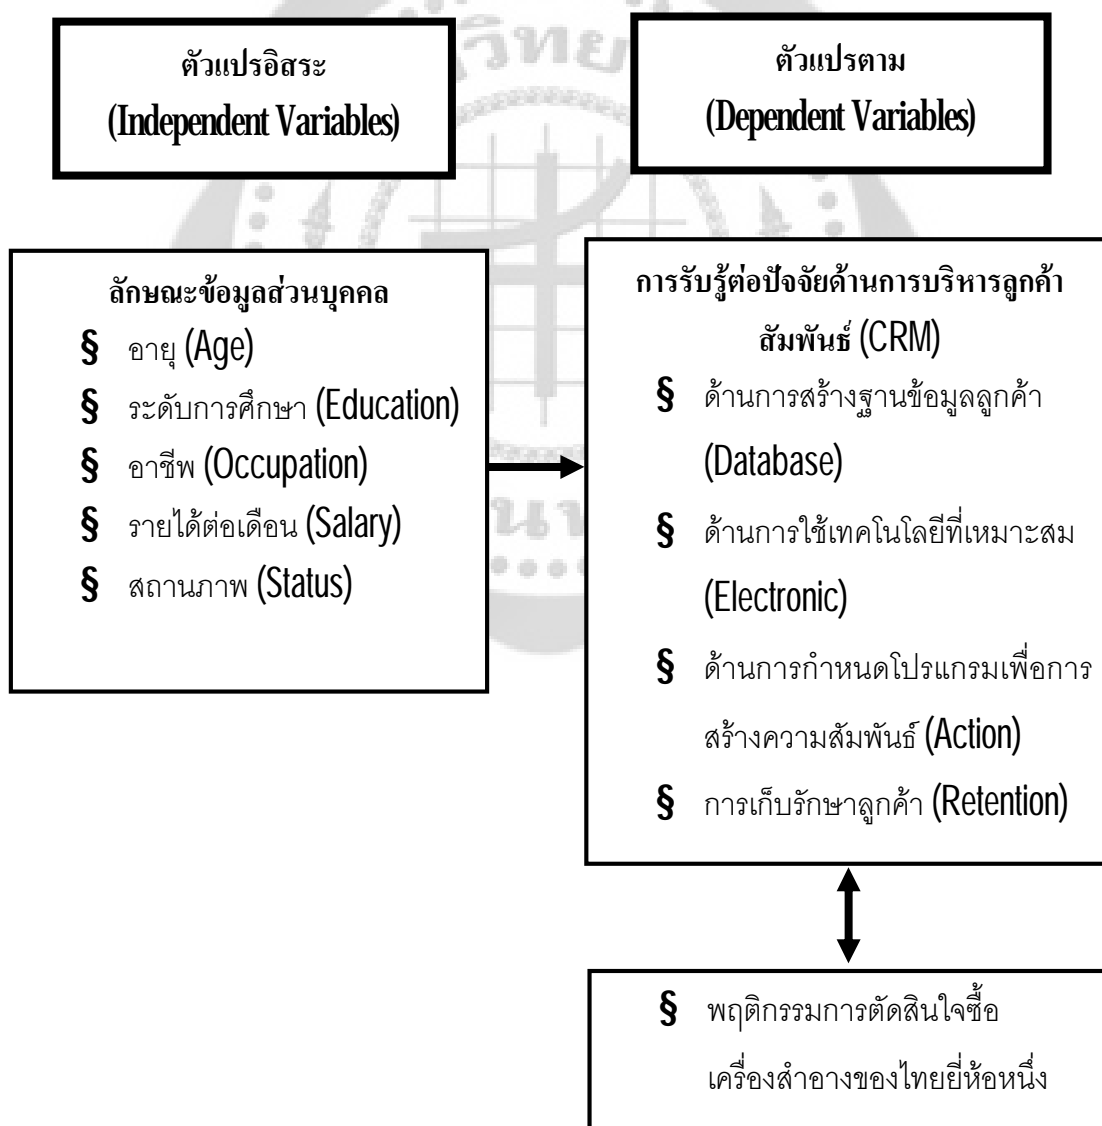 ตัวแปรอิสระ
(Independent Variables)
ตัวแปรตาม
(Dependent Variables)
ลักษณะข้อมูลส่วนบุคคล
§ อายุ (Age)
§ ระดับการศึกษา (Education)
§ อาชีพ (Occupation)
§ รายได้ต่อเดือน (Salary)
§ สถานภาพ (Status)
การรับรู้ต่อปัจจัยด้านการบริหารลูกค้า
สัมพันธ์ (CRM)
§ ด้านการสร้างฐานข้อมูลลูกค้า
(Database)
§ ด้านการใช้เทคโนโลยีที่เหมาะสม
(Electronic)
§ ด้านการกำหนดโปรแกรมเพื่อการ
สร้างความสัมพันธ์ (Action)
§ การเก็บรักษาลูกค้า (Retention)
§ พฤติกรรมการตัดสินใจซื้อ
เครื่องสำอางของไทยยี่ห้อหนึ่ง